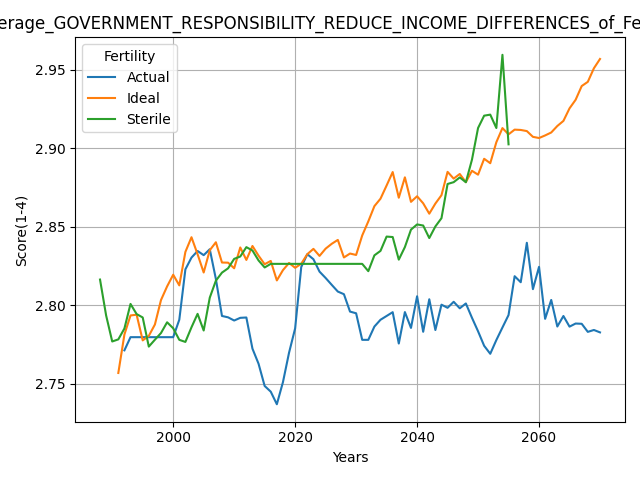 erage_GOVERNMENT_RESPONSIBILITY_REDUCE_INCOME_DIFFERENCES_of_Fe
Fertility
Actual
Ideal
Sterile
Score(1-4)
2.95
2.90
2.85
2.80
2.75
2000 2020 2040 2060
Years